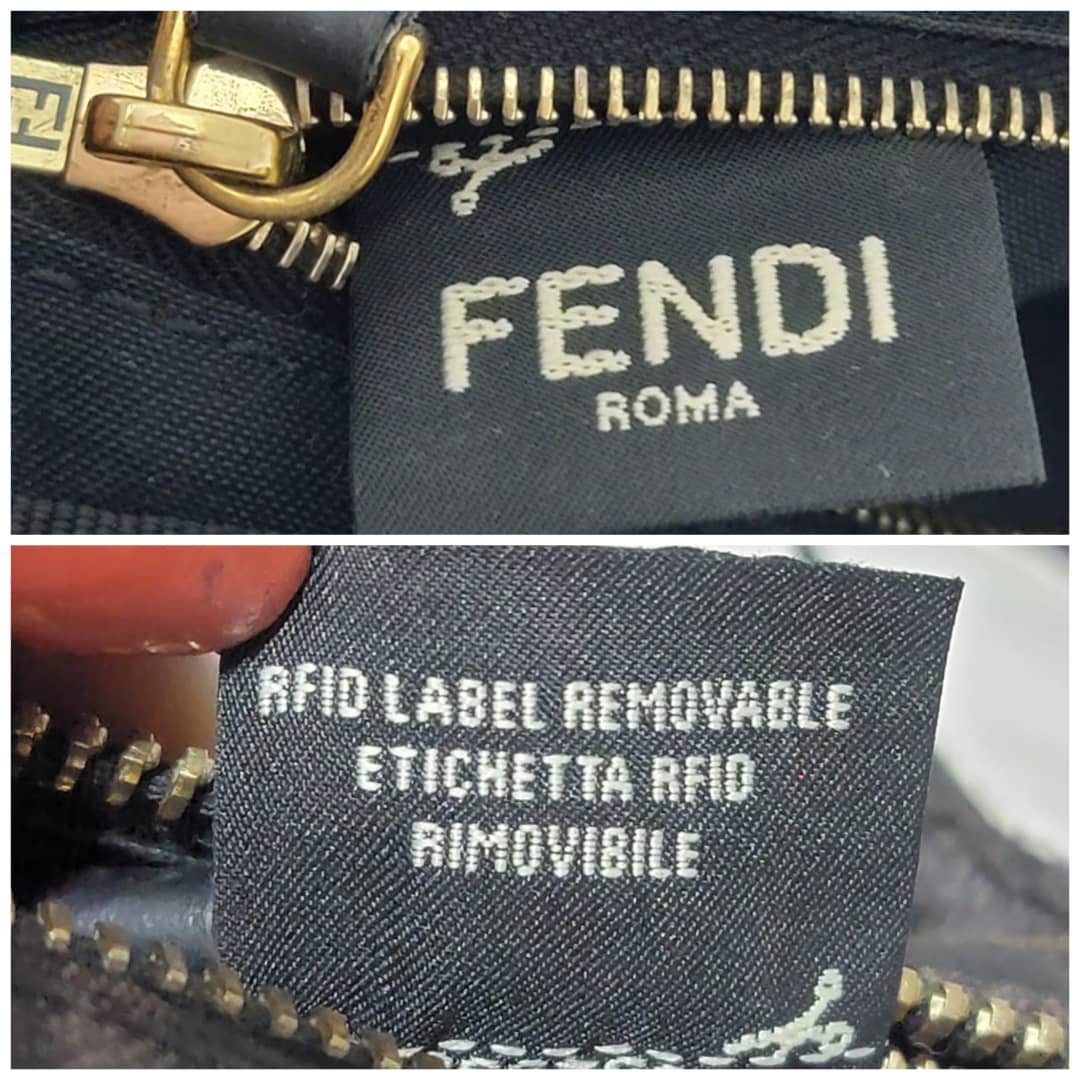 FENDI
ROMA
RFID LABEL REMOVABLE
ETICHETTA RFID
RIMOVIBILE